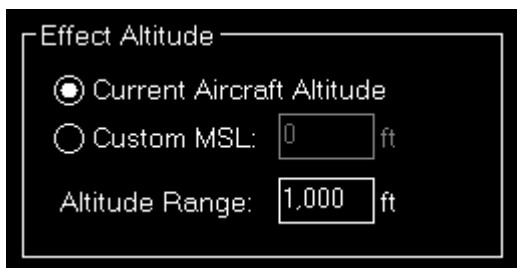 Effect Altitude
Current Aircraft Altitude
Custom MSL: 0 ft
Altitude Range: 1,000 ft